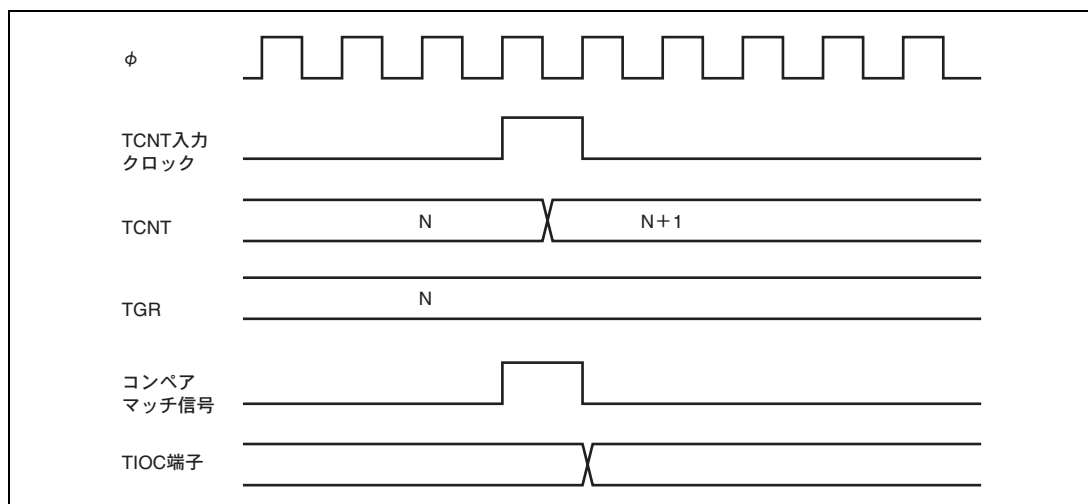 φ
TCNT入力
クロック
TCNT
N
N+1
TGR
N
コンペア
マッチ信号
TIOC端子